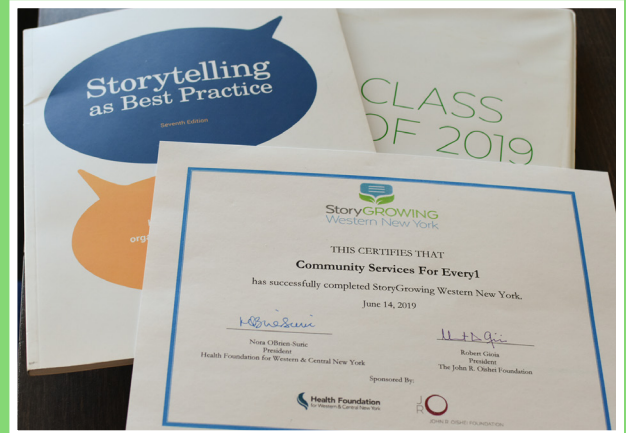 Storytelling
as Best Practice
Seventh Edition
CLASS
OF 2019
StoryGROWING
Western New York
THIS CERTIFIES THAT
Community Services For Every1
has successfully completed StoryGrowing Western New York.
June 14, 2019
Nora OBrien-Suric
President
Health Foundation for Western & Central New York
Robert Gioia
President
The John R. Oishei Foundation
Sponsored By:
Health Foundation
for Western & Central New York
JOHN R. OISHEI FOUNDATION